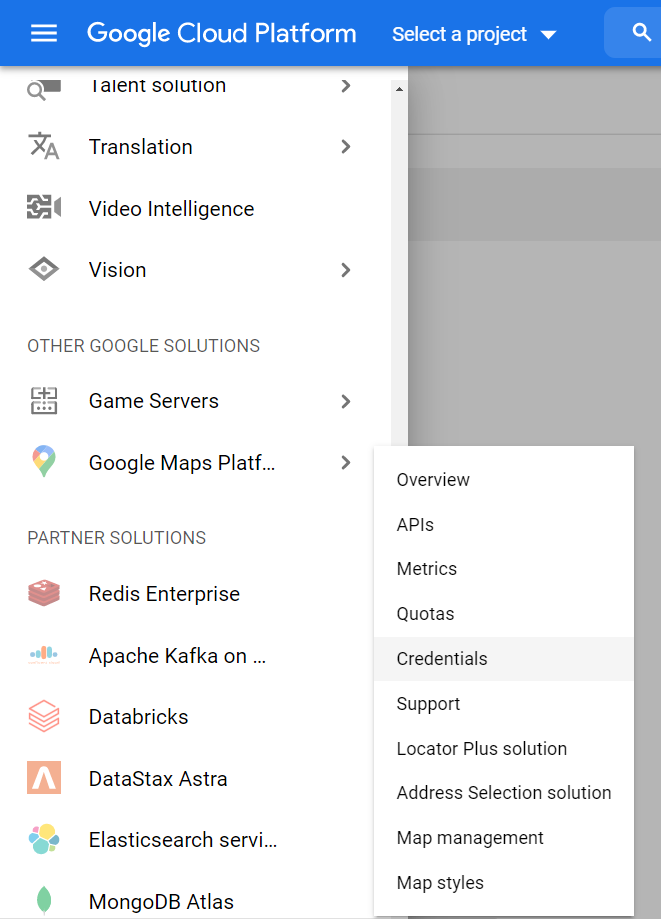 Google Cloud Platform
Select a project
Talent solution
Translation
Video Intelligence
Vision
OTHER GOOGLE SOLUTIONS
Game Servers
Google Maps Platf...
PARTNER SOLUTIONS
Redis Enterprise
Apache Kafka on ...
Databricks
DataStax Astra
Elasticsearch servi...
MongoDB Atlas
Overview
APIs
Metrics
Quotas
Credentials
Support
Locator Plus solution
Address Selection solution
Map management
Map styles